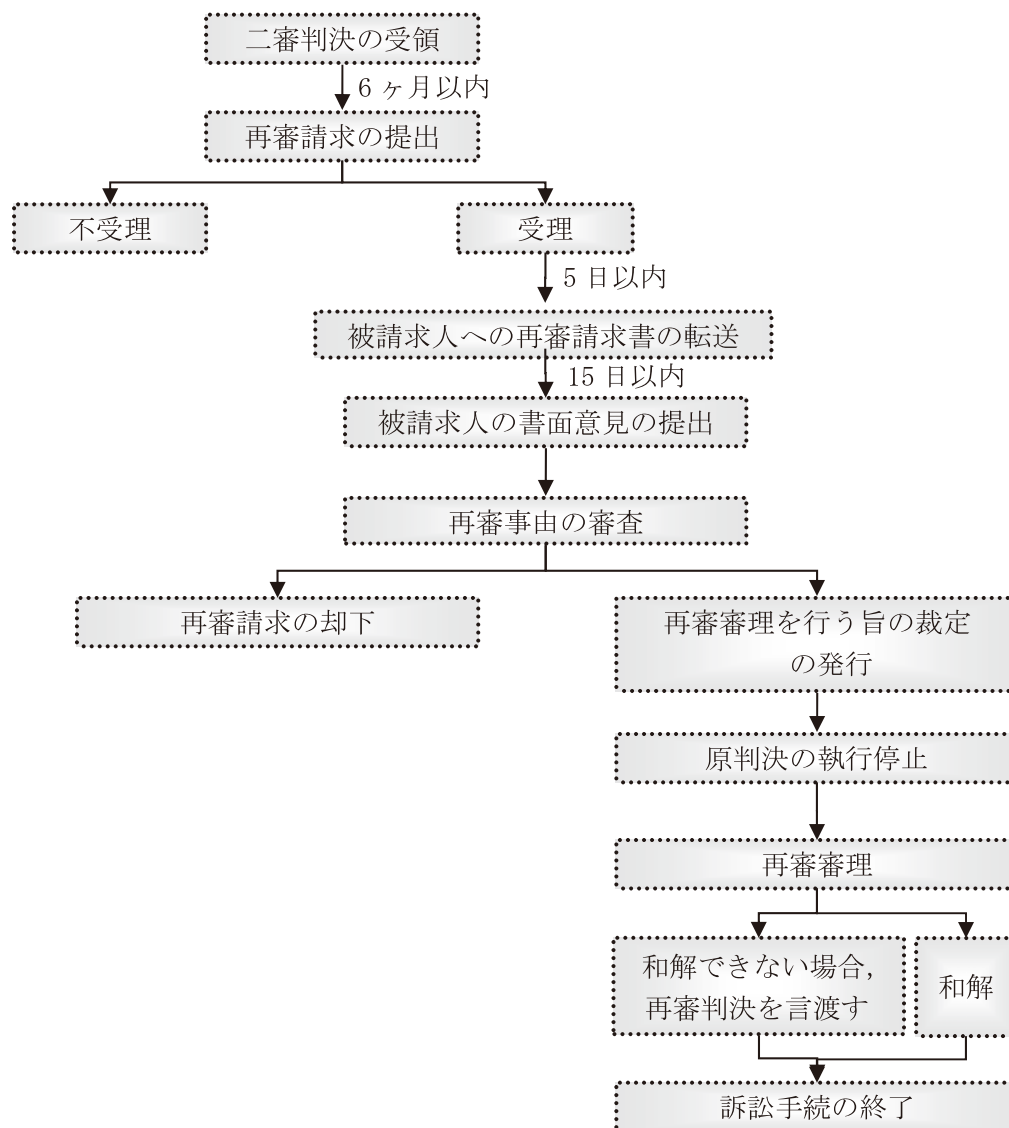 二審判決の受領
6ヶ月以内
再審請求の提出
不受理
受理
5日以内
被請求人への再審請求書の転送
15日以内
被請求人の書面意見の提出
再審事由の審査
再審請求の却下
再審審理を行う旨の裁定
の発行
原判決の執行停止
再審審理
和解できない場合,
再審判決を言渡す
和解
訴訟手続の終了